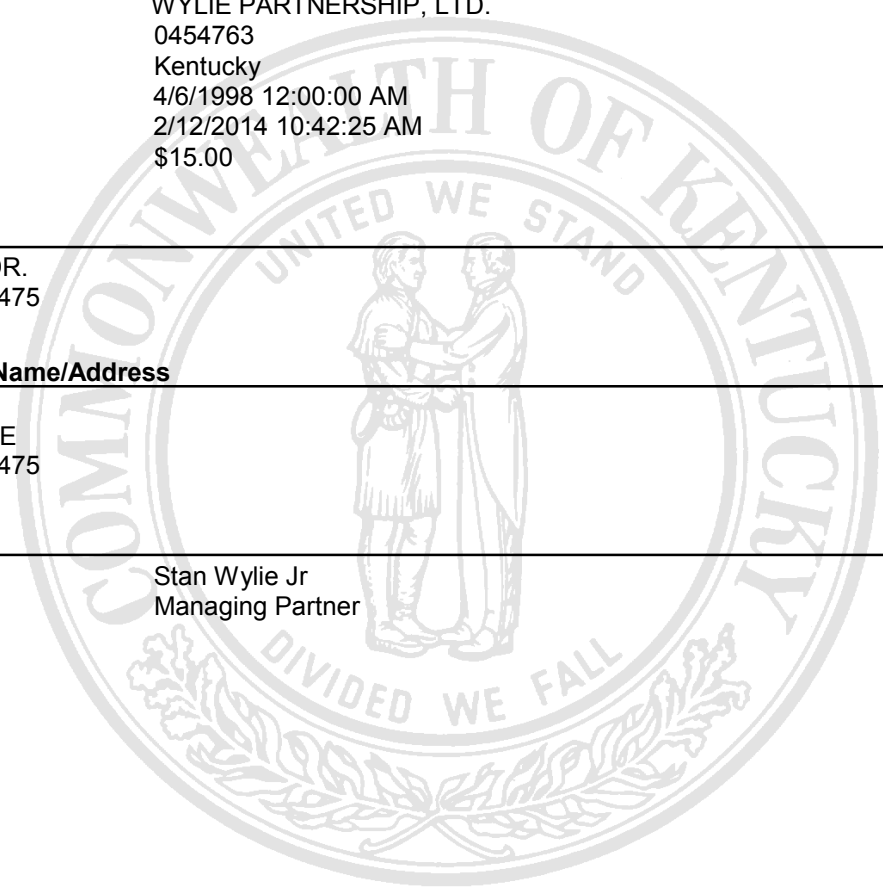 WYLIE PARTNERSHIP, LTD.
0454763
Kentucky
4/6/1998 12:00:00 AM
2/12/2014 10:42:25 AM
$15.00
DR.
475
Name/Address
E
475
Stan Wylie Jr
Managing Partner
COMMONWEALTH OF KENTUCKY
UNITED WE STAND
DIVIDED WE FALL